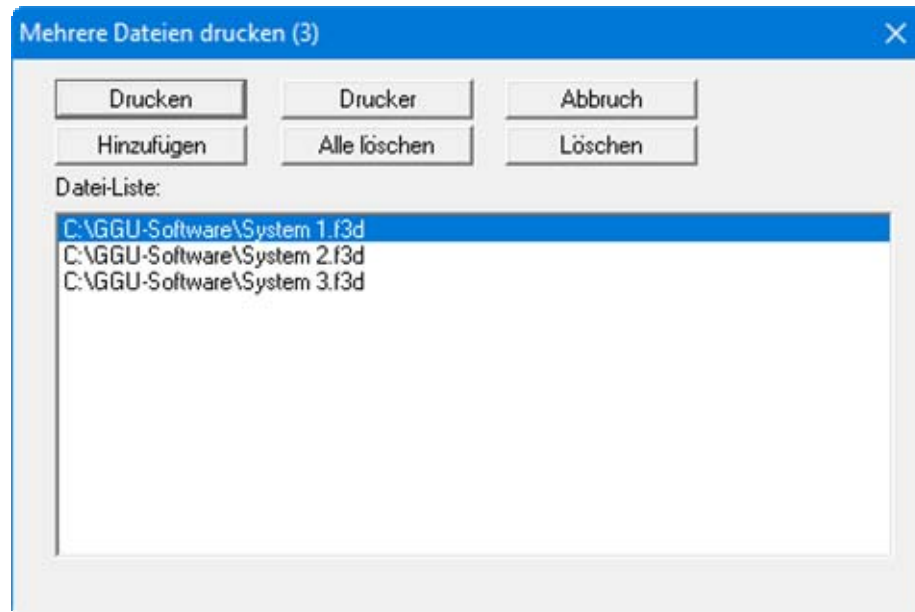 Mehrere Dateien drucken (3)
Drucken Drucker Abbruch
Hinzufügen Alle löschen Löschen
Datei-Liste:
C:\GGU-Software\System 1.f3d
C:\GGU-Software\System 2.f3d
C:\GGU-Software\System 3.f3d